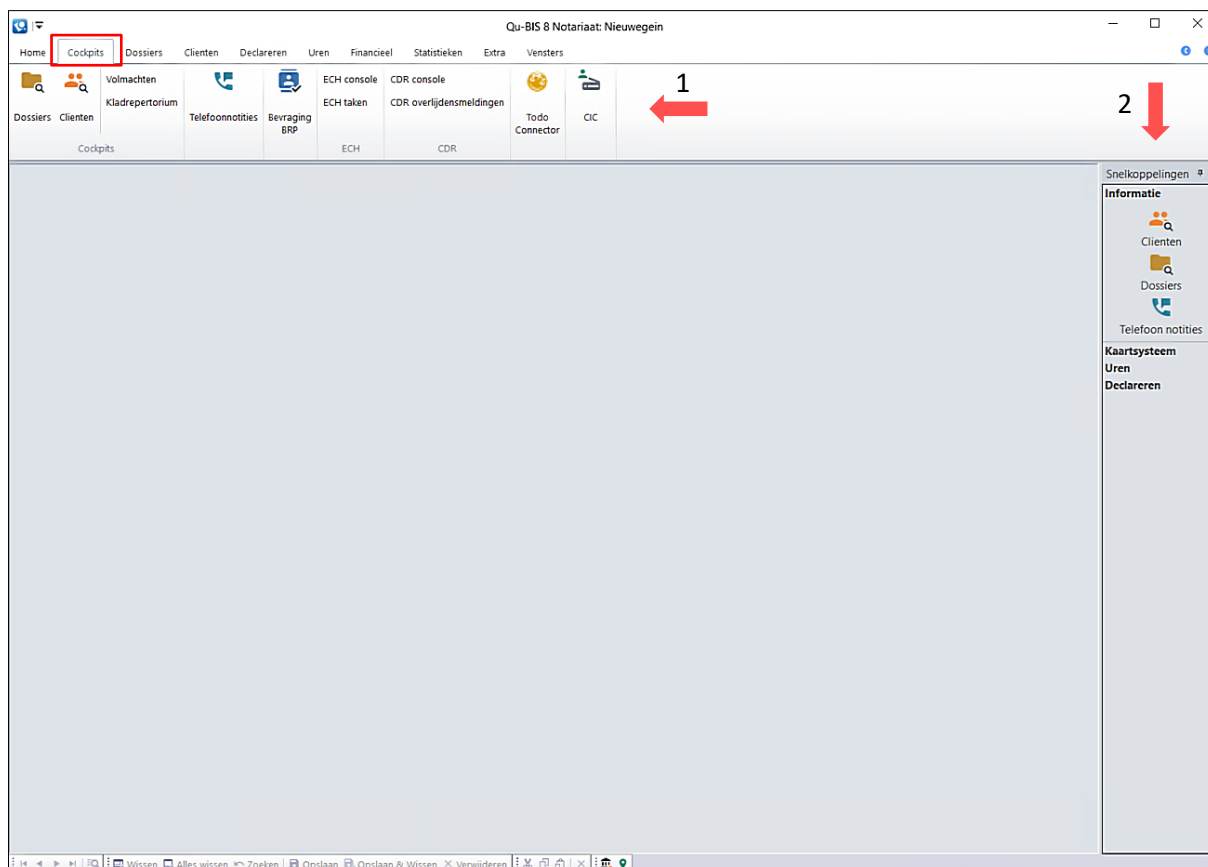 Qu-BIS 8 Notariaat: Nieuwegein
Home Cockpits Dossiers Clienten Declareren Uren Financieel Statistieken Extra Vensters
Dossiers
Clienten
Volmachten
Kladrepertorium
Cockpits
Telefoonnotities
Bevraging
BRP
ECH console
ECH taken
ECH
CDR console
CDR overlijdensmeldingen
CDR
Todo
Connector
CIC
1
2
Snelkoppelingen
Informatie
Clienten
Dossiers
Telefoon notities
Kaartsysteem
Uren
Declareren
Wissen Alles wissen Zoeken Opslaan Opslaan & Wissen Verwijderen